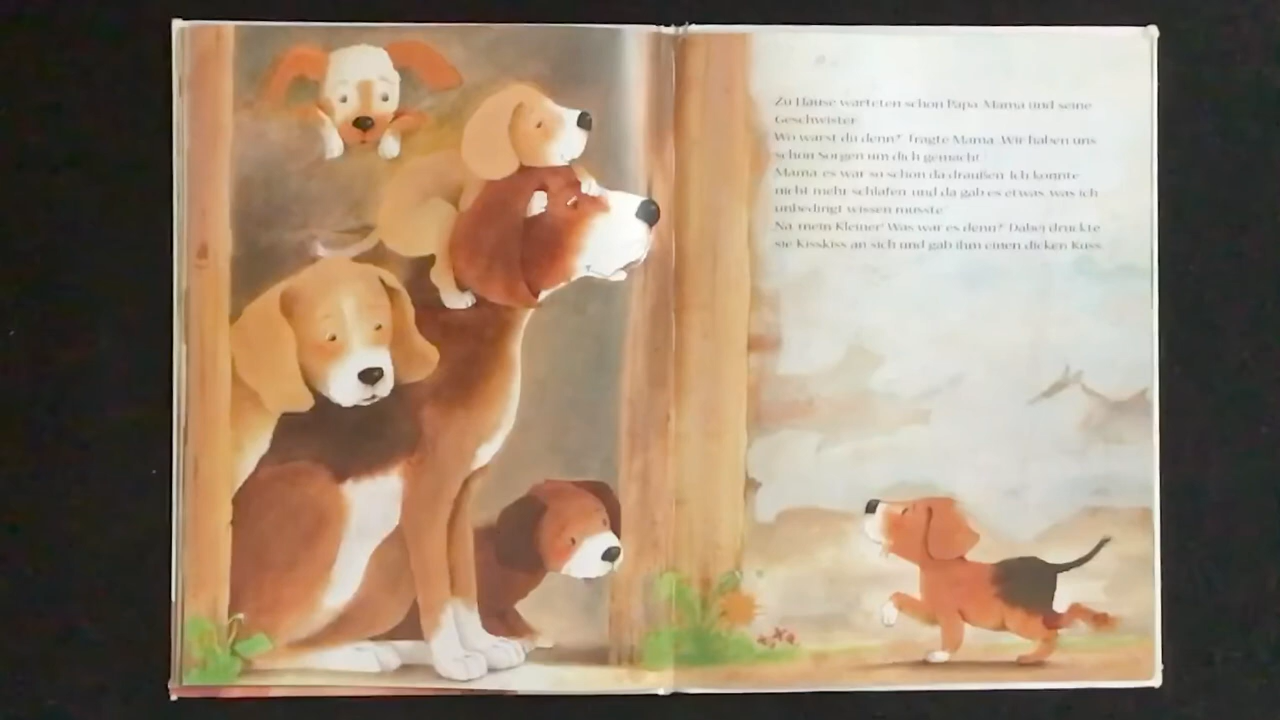 Zu Hause warteten schon Papa, Mama und seine
Geschwister.
„Wo warst du denn?“ fragte Mama. „Wir haben uns
schon Sorgen um dich gemacht.“
„Mama, es war so schön da draußen. Ich konnte
nicht mehr schlafen, und da gab es etwas, was ich
unbedingt wissen musste.“
„Na, mein Kleiner! Was war es denn?“ Dabei drückte
sie Kisskiss an sich und gab ihm einen dicken Kuss.